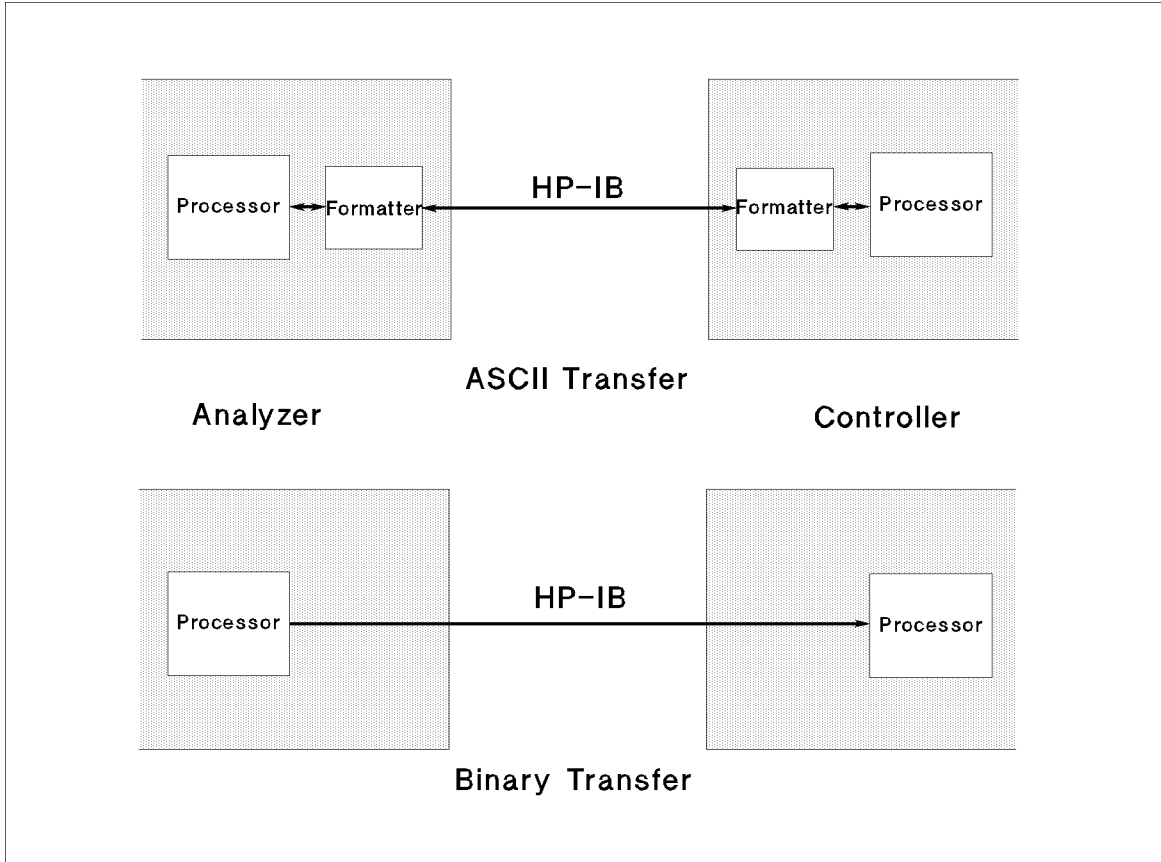 HP-IB
Processor
Formatter
Formatter
Processor
ASCII Transfer
Analyzer
Controller
HP-IB
Processor
Processor
Binary Transfer